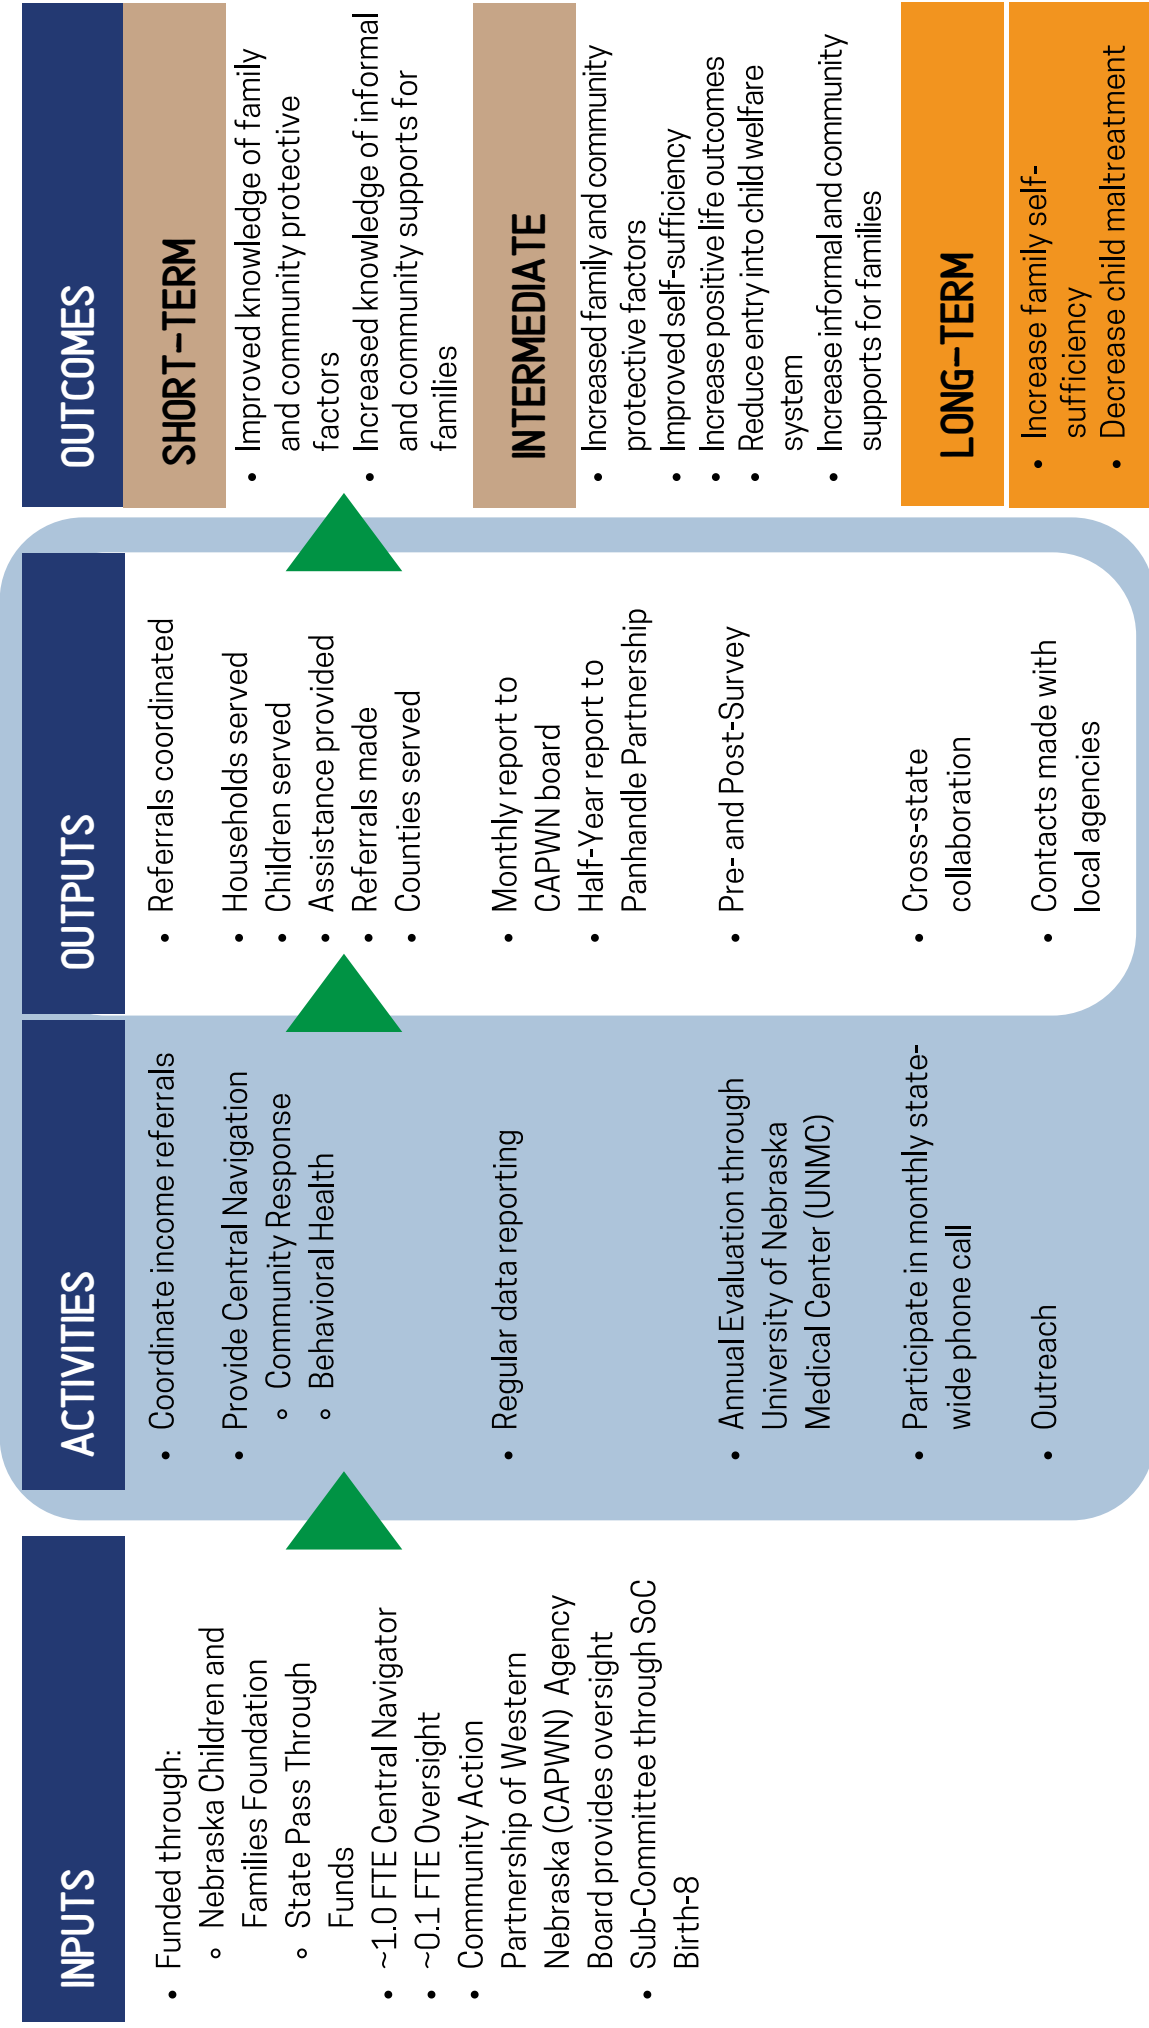 INPUTS
• Funded through:
◦ Nebraska Children and
Families Foundation
◦ State Pass Through
Funds
• ~1.0 FTE Central Navigator
• ~0.1 FTE Oversight
• Community Action
Partnership of Western
Nebraska (CAPWN) Agency
Board provides oversight
• Sub-Committee through SoC
Birth-8
ACTIVITIES
• Coordinate income referrals
• Provide Central Navigation
◦ Community Response
◦ Behavioral Health
• Regular data reporting
• Annual Evaluation through
University of Nebraska
Medical Center (UNMC)
• Participate in monthly state-
wide phone call
• Outreach
OUTPUTS
• Referrals coordinated
• Households served
• Children served
• Assistance provided
• Referrals made
• Counties served
• Monthly report to
CAPWN board
• Half-Year report to
Panhandle Partnership
• Pre- and Post-Survey
• Cross-state
collaboration
• Contacts made with
local agencies
OUTCOMES
SHORT-TERM
• Improved knowledge of family
and community protective
factors
• Increased knowledge of informal
and community supports for
families
INTERMEDIATE
• Increased family and community
protective factors
• Improved self-sufficiency
• Increase positive life outcomes
• Reduce entry into child welfare
system
• Increase informal and community
supports for families
LONG-TERM
• Increase family self-
sufficiency
• Decrease child maltreatment